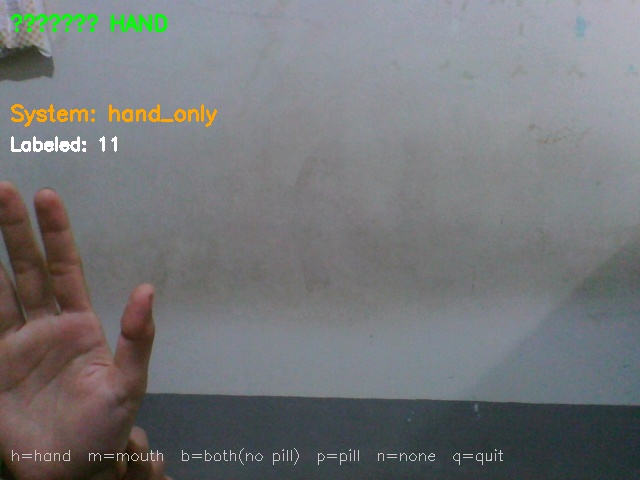 ??????? HAND
System: hand_only
Labeled: 11
h=hand m=mouth b=both(no pill) p=pill n=none q=quit